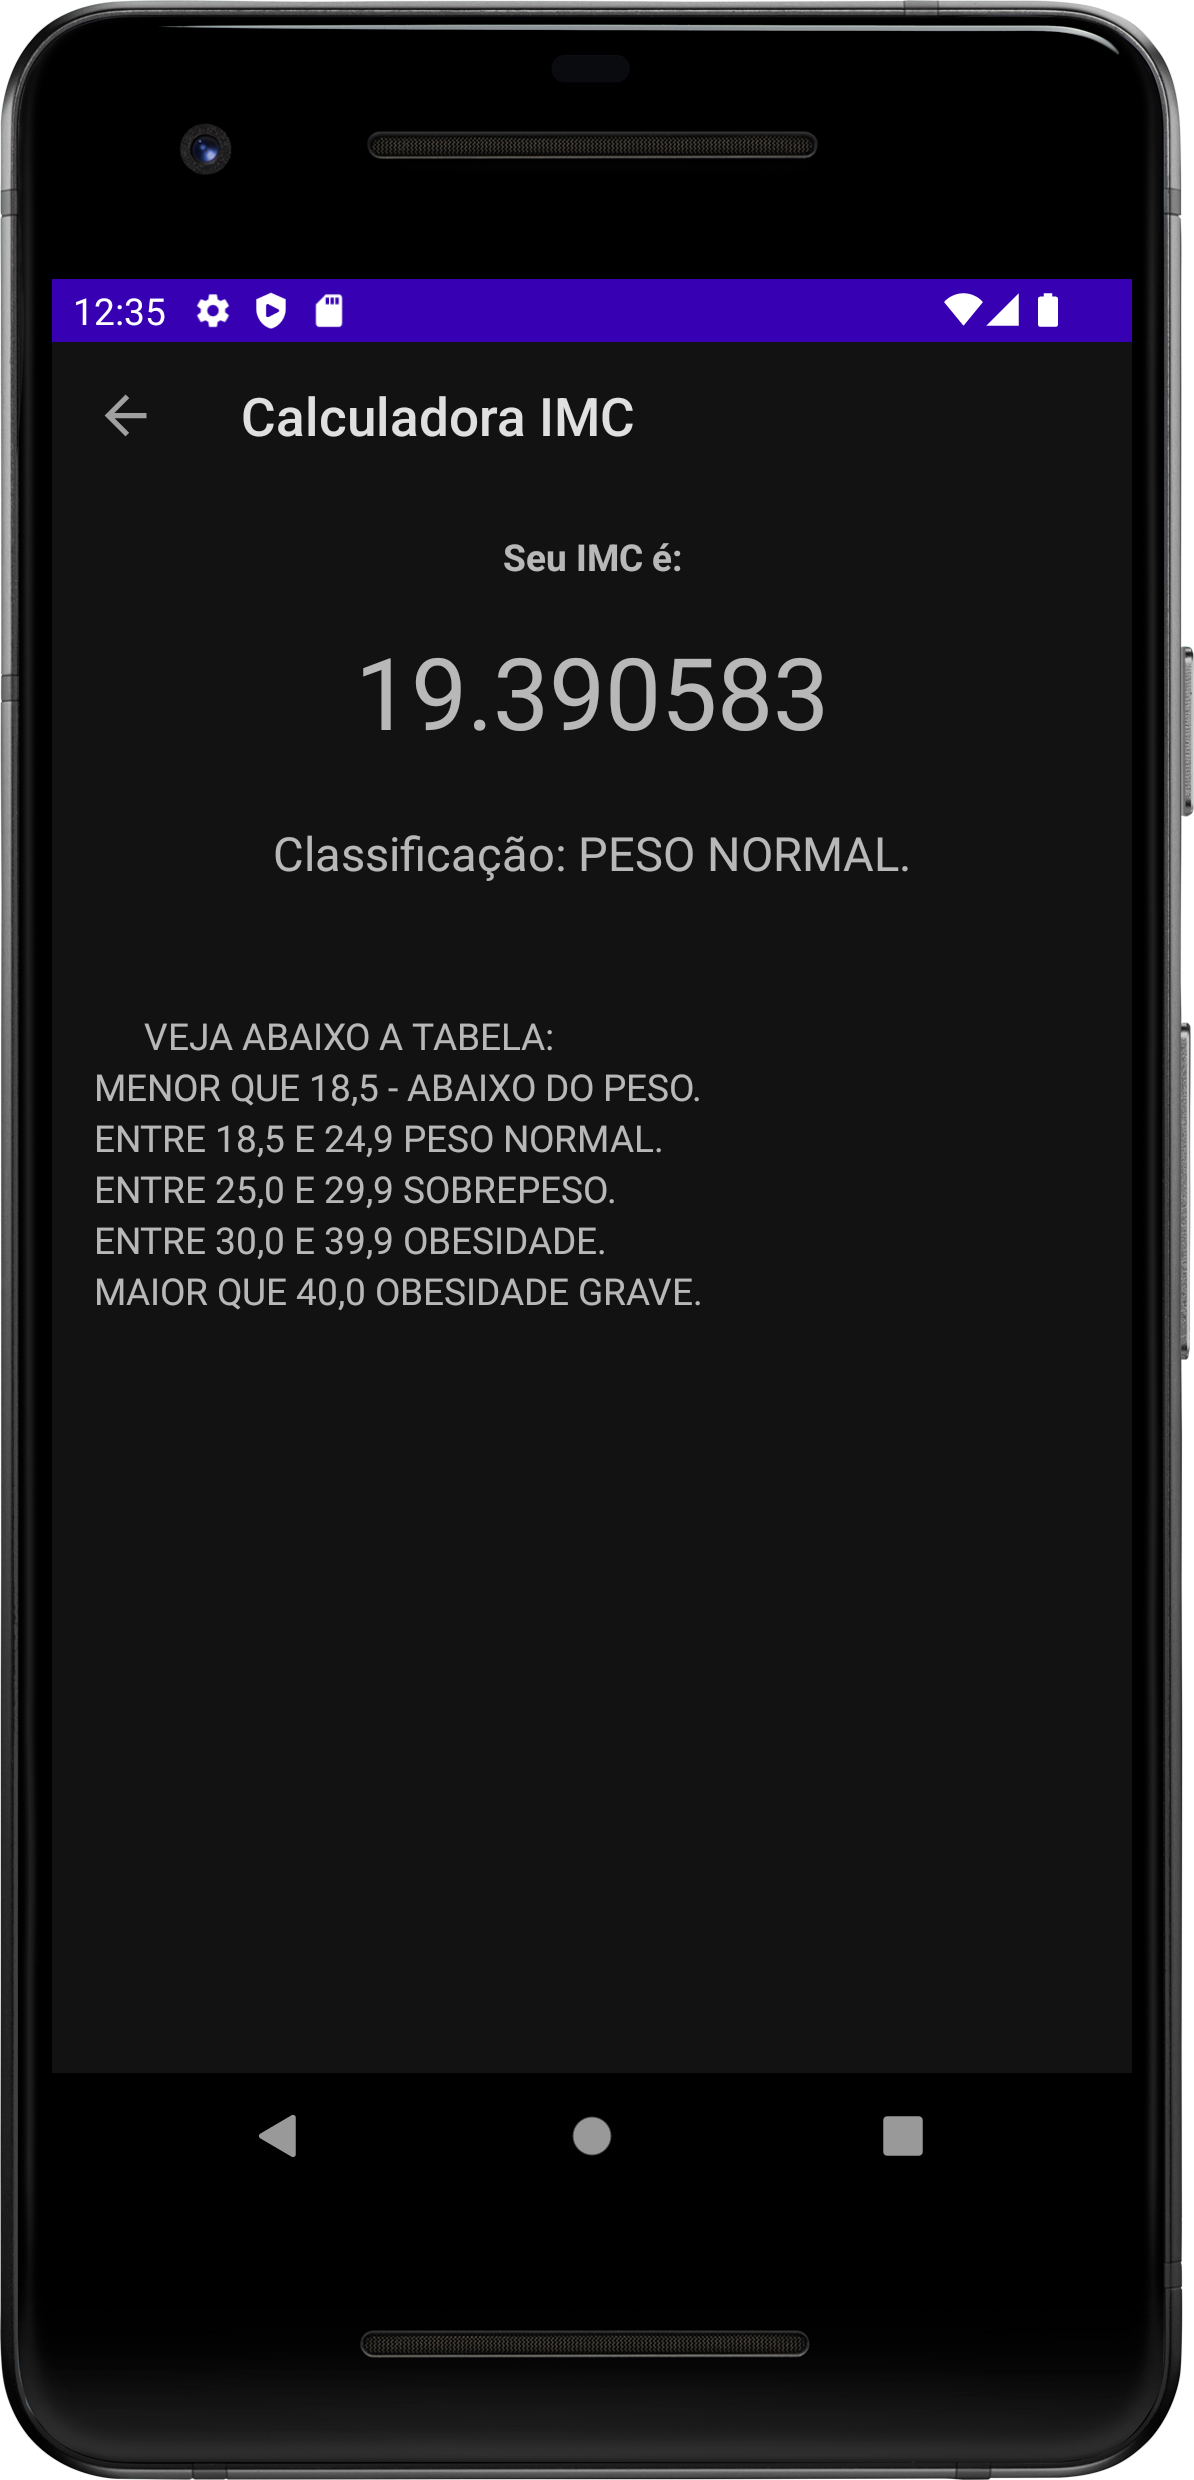 12:35
Calculadora IMC
Seu IMC é:
19.390583
Classificação: PESO NORMAL.
VEJA ABAIXO A TABELA:
MENOR QUE 18,5 - ABAIXO DO PESO.
ENTRE 18,5 E 24,9 PESO NORMAL.
ENTRE 25,0 E 29,9 SOBREPESO.
ENTRE 30,0 E 39,9 OBESIDADE.
MAIOR QUE 40,0 OBESIDADE GRAVE.